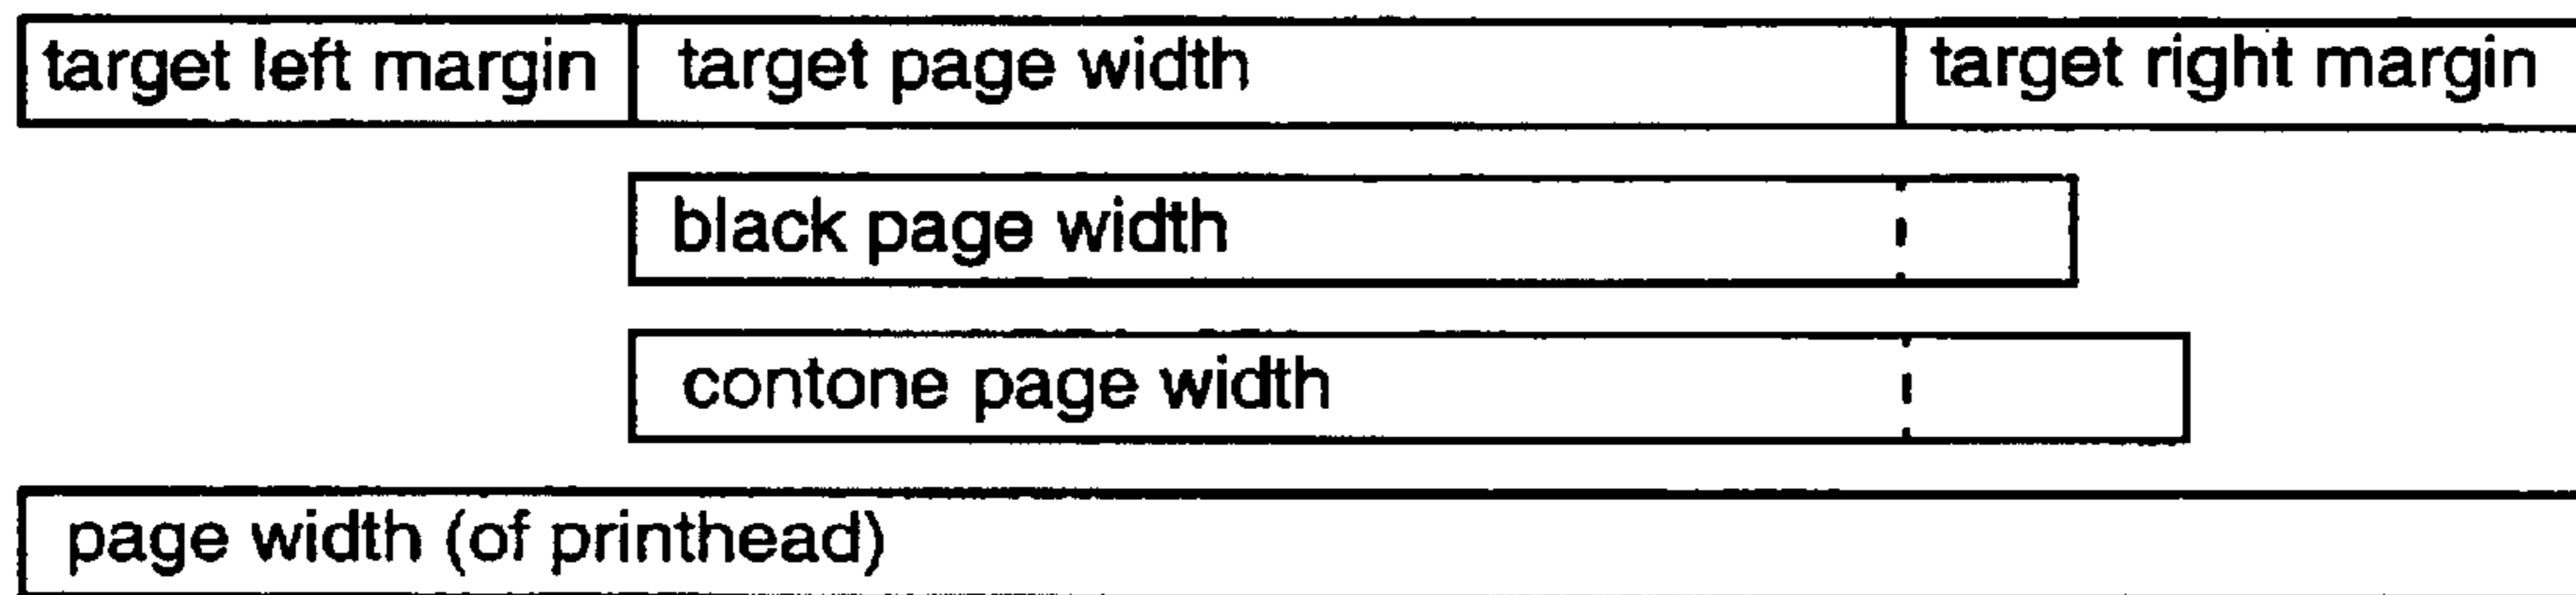 target left margin target page width target right margin
black page width
contone page width
page width (of printhead)